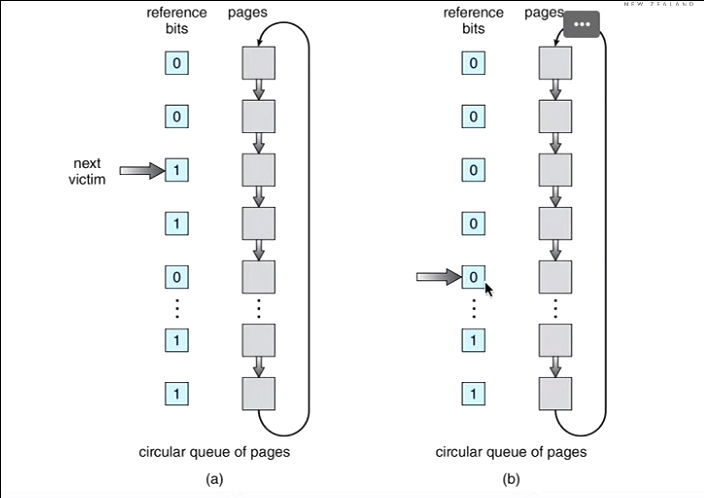 NEW ZEALAND
reference bits
pages
0
0
next victim
1
1
0
1
1
circular queue of pages
(a)
reference bits
pages
0
0
0
0
0
1
1
circular queue of pages
(b)